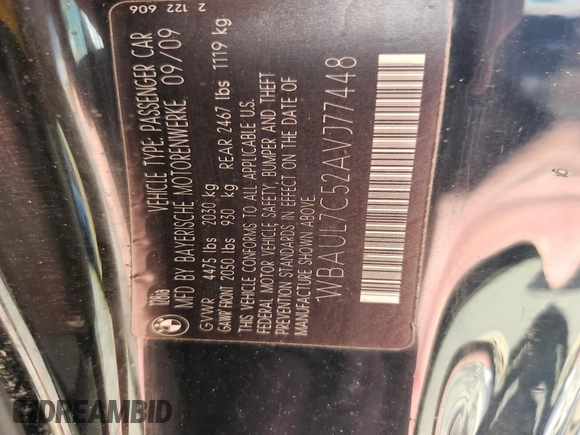 128i VEHICLE TYPE: PASSENGER CAR
MFD BY BAYERISCHE MOTORENWERKE 09/09
GVWR 4475 lbs 2030 kg
GAWR FRONT 2050 lbs 930 kg REAR 2467 lbs 1119 kg
THIS VEHICLE CONFORMS TO ALL APPLICABLE U.S.
FEDERAL MOTOR VEHICLE SAFETY, BUMPER AND THEFT
PREVENTION STANDARDS IN EFFECT ON THE DATE OF
MANUFACTURE SHOWN ABOVE.
WBAUL7C52AVJ77448
2 122 606
DREAMBID